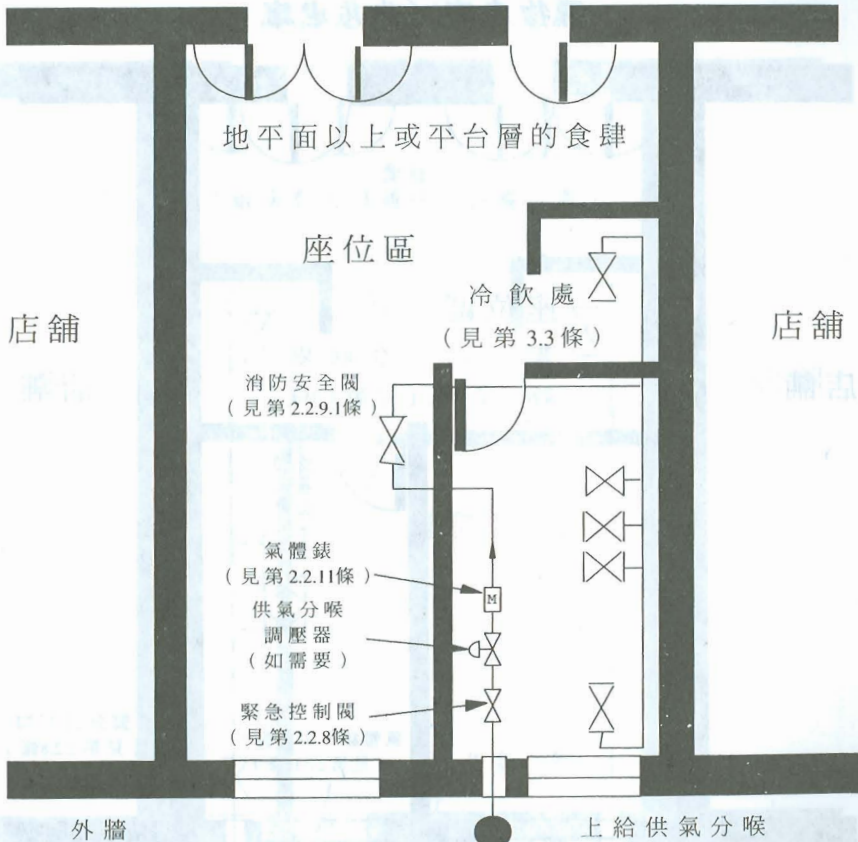 地平面以上或平台層的食肆
座位區
冷飲處
(見第 3.3 條)
店舖
店舖
消防安全閥
(見第 2.2.9.1條)
氣體錶
(見第 2.2.11條)
M
供氣分喉
調壓器
(如需要)
緊急控制閥
(見第 2.2.8條)
外牆
上給供氣分喉